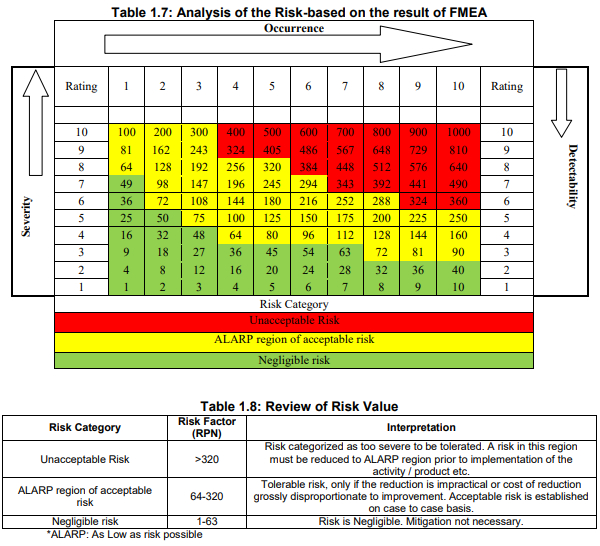 Table 1.7: Analysis of the Risk-based on the result of FMEA
Occurrence
Rating 1 2 3 4 5 6 7 8 9 10 Rating
Severity
Detectability
10 100 200 300 400 500 600 700 800 900 1000 10
9 81 162 243 324 405 486 567 648 729 810 9
8 64 128 192 256 320 384 448 512 576 640 8
7 49 98 147 196 245 294 343 392 441 490 7
6 36 72 108 144 180 216 252 288 324 360 6
5 25 50 75 100 125 150 175 200 225 250 5
4 16 32 48 64 80 96 112 128 144 160 4
3 9 18 27 36 45 54 63 72 81 90 3
2 4 8 12 16 20 24 28 32 36 40 2
1 1 2 3 4 5 6 7 8 9 10 1
Risk Category
Unacceptable Risk
ALARP region of acceptable risk
Negligible risk
Table 1.8: Review of Risk Value
Risk Category Risk Factor (RPN) Interpretation
Unacceptable Risk >320 Risk categorized as too severe to be tolerated. A risk in this region
must be reduced to ALARP region prior to implementation of the
activity / product etc.
ALARP region of acceptable risk 64-320 Tolerable risk, only if the reduction is impractical or cost of reduction
grossly disproportionate to improvement. Acceptable risk is established
on case to case basis.
Negligible risk 1-63 Risk is Negligible. Mitigation not necessary.
*ALARP: As Low as risk possible